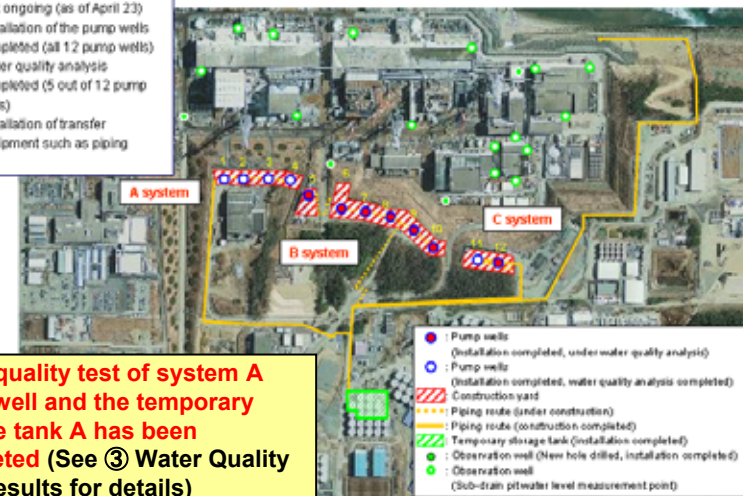 ongoing (as of April 23)
allation of the pump wells
pleted (all 12 pump wells)
er quality analysis
pleted (5 out of 12 pump
s)
allation of transfer
ipment such as piping
A system
B system
C system
1 2 3 4
5
6
7 8 9
10
11 12
quality test of system A
well and the temporary
e tank A has been
eted (See ③ Water Quality
esults for details)
: Pump wells
(Installation completed, under water quality analysis)
: Pump wells
(Installation completed, water quality analysis completed)
: Construction yard
: Piping route (under construction)
: Piping route (construction completed)
: Temporary storage tank (installation completed)
: Observation well (New hole drilled, installation completed)
: Observation well
(Sub-drain pit water level measurement point)